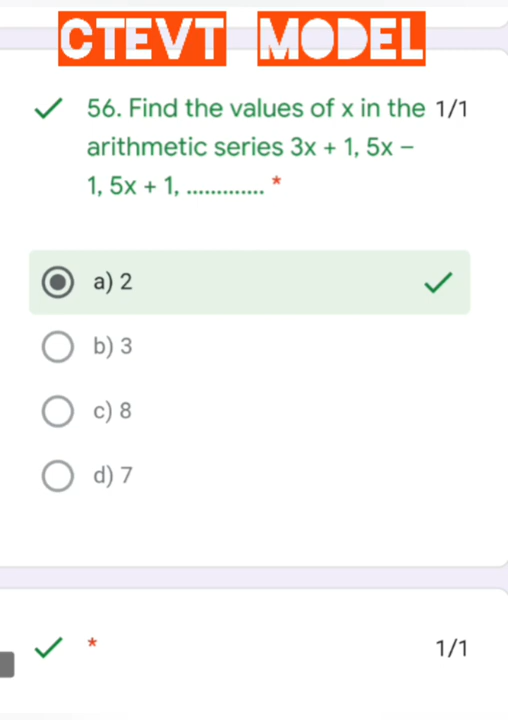 CTEVT MODEL
56. Find the values of x in the 1/1
arithmetic series 3x + 1, 5x –
1, 5x + 1, ............. *
a) 2
b) 3
c) 8
d) 7
* 1/1